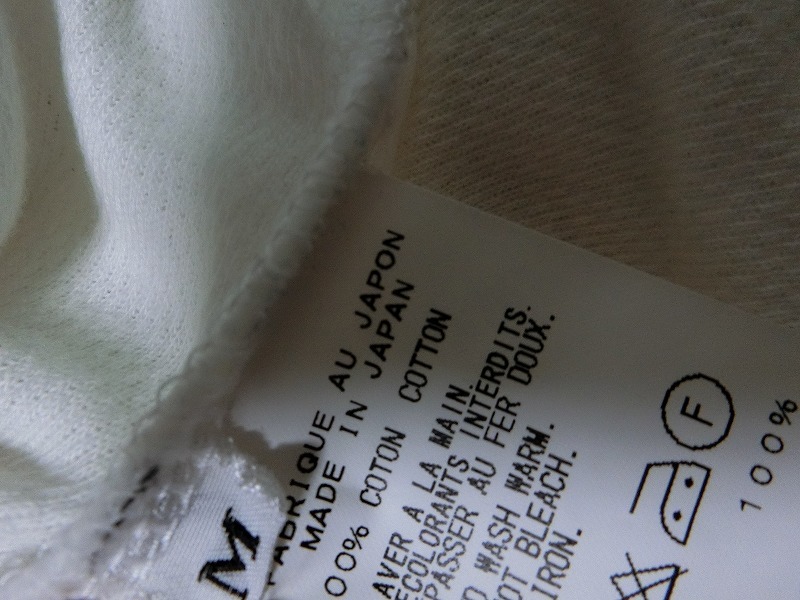 FABRIQUE AU JAPON
MADE IN JAPAN
00% COTON COTTON
AVER A LA MAIN.
ECOLORANTS INTERDITS.
PASSER AU FER DOUX.
D WASH WARM.
OT BLEACH.
IRON.
F
100%
M